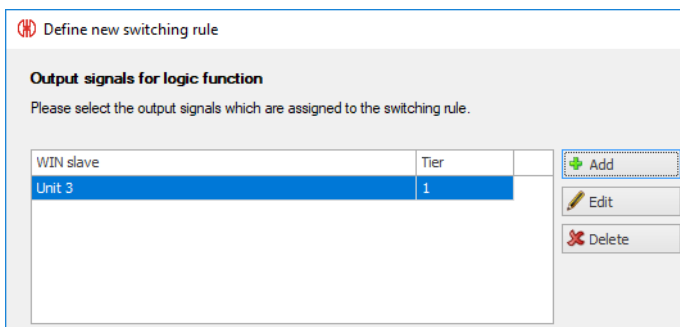 Define new switching rule
Output signals for logic function
Please select the output signals which are assigned to the switching rule.
WIN slave Tier
Unit 3 1
Add
Edit
Delete